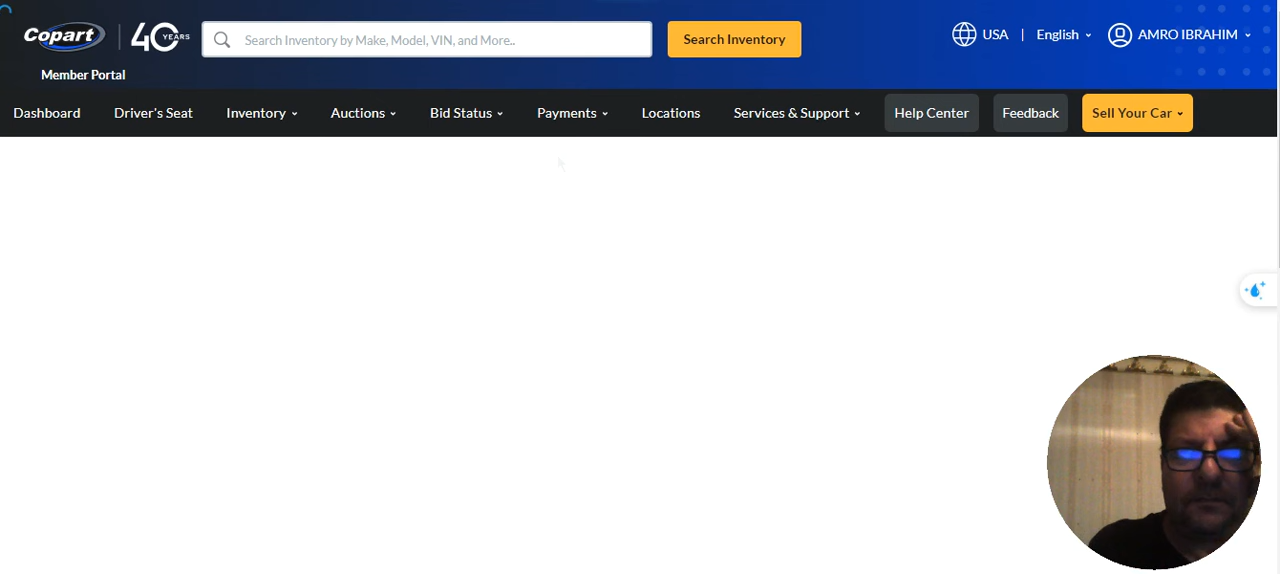 Copart 40 YEARS
Search Inventory by Make, Model, VIN, and More..
Search Inventory
USA | English AMRO IBRAHIM
Member Portal
Dashboard Driver's Seat Inventory Auctions Bid Status Payments Locations Services & Support Help Center Feedback Sell Your Car